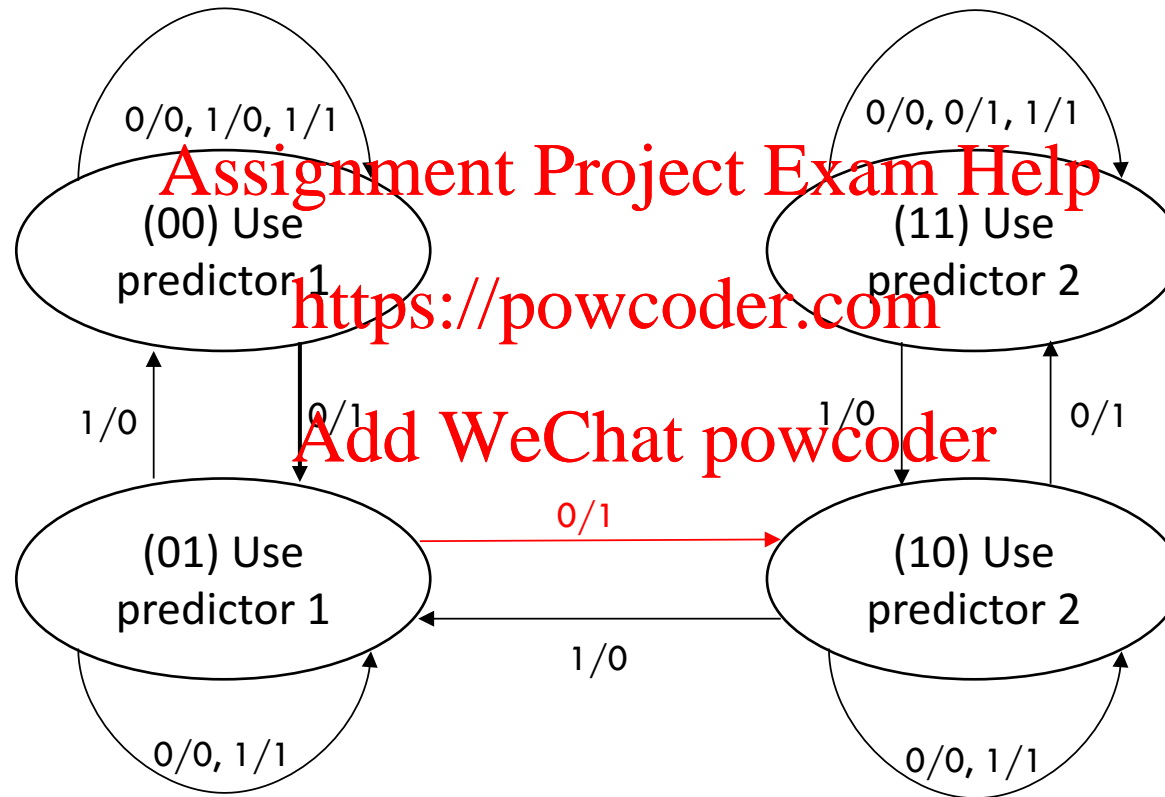 0/0, 1/0, 1/1
0/0, 0/1, 1/1
Assignment Project Exam Help
(00) Use
predictor 1
(11) Use
predictor 2
https://powcoder.com
1/0
0/1
1/0
0/1
Add WeChat powcoder
0/1
(01) Use
predictor 1
(10) Use
predictor 2
1/0
0/0, 1/1
0/0, 1/1